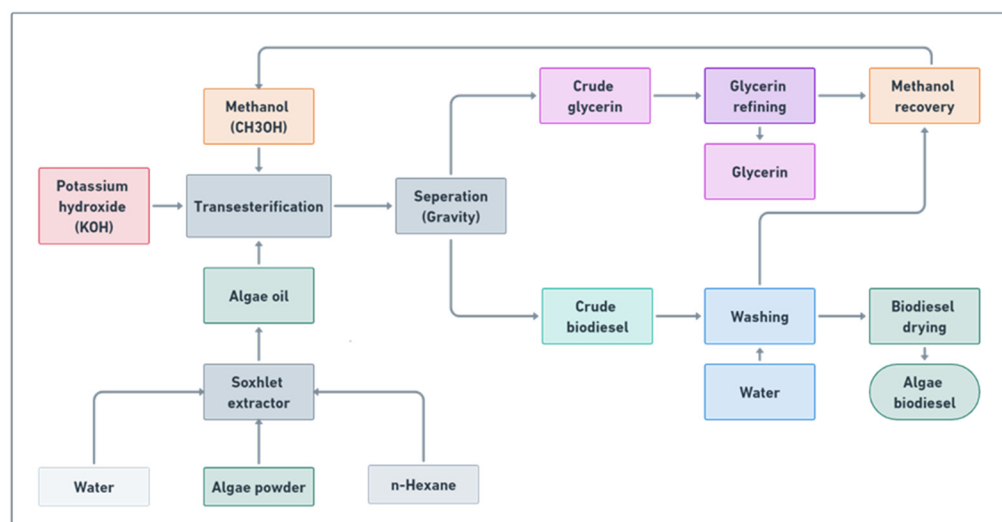 Methanol
(CH3OH)
Crude
glycerin
Glycerin
refining
Methanol
recovery
Glycerin
Potassium
hydroxide
(KOH)
Transesterification
Seperation
(Gravity)
Algae oil
Crude
biodiesel
Washing
Biodiesel
drying
Soxhlet
extractor
Water
Algae
biodiesel
Water
Algae powder
n-Hexane